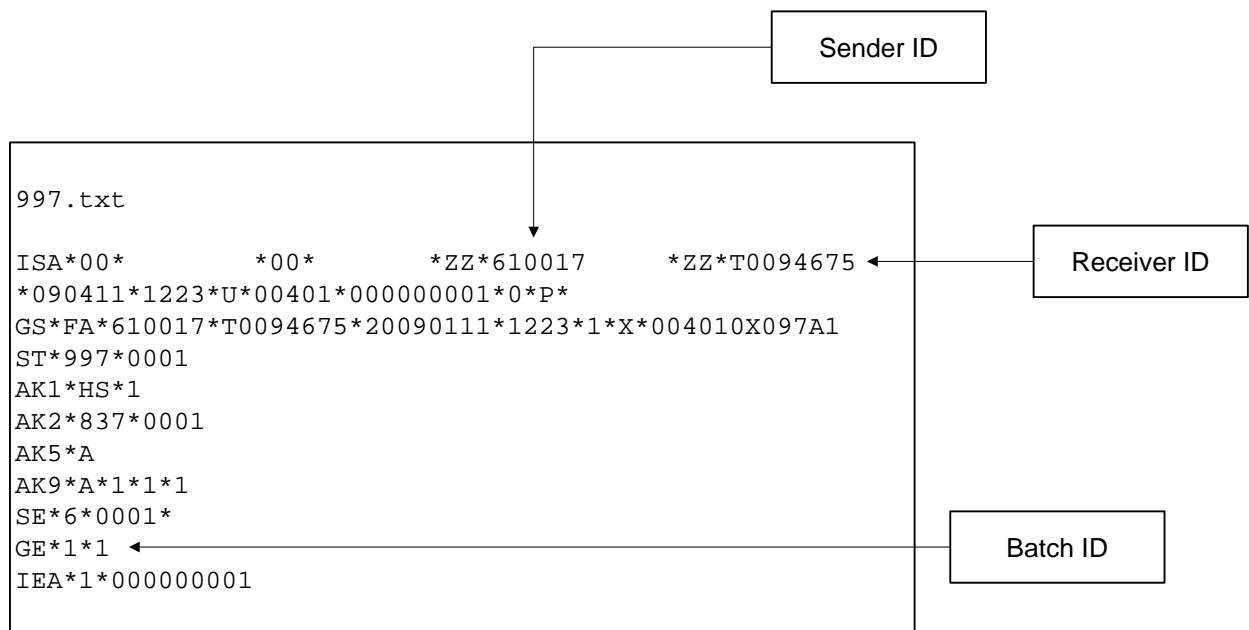 Sender ID
997.txt
ISA*00*          *00*          *ZZ*610017         *ZZ*T0094675
Receiver ID
*090411*1223*U*00401*000000001*0*P*
GS*FA*610017*T0094675*20090111*1223*1*X*004010X097A1
ST*997*0001
AK1*HS*1
AK2*837*0001
AK5*A
AK9*A*1*1*1
SE*6*0001*
GE*1*1
Batch ID
IEA*1*000000001